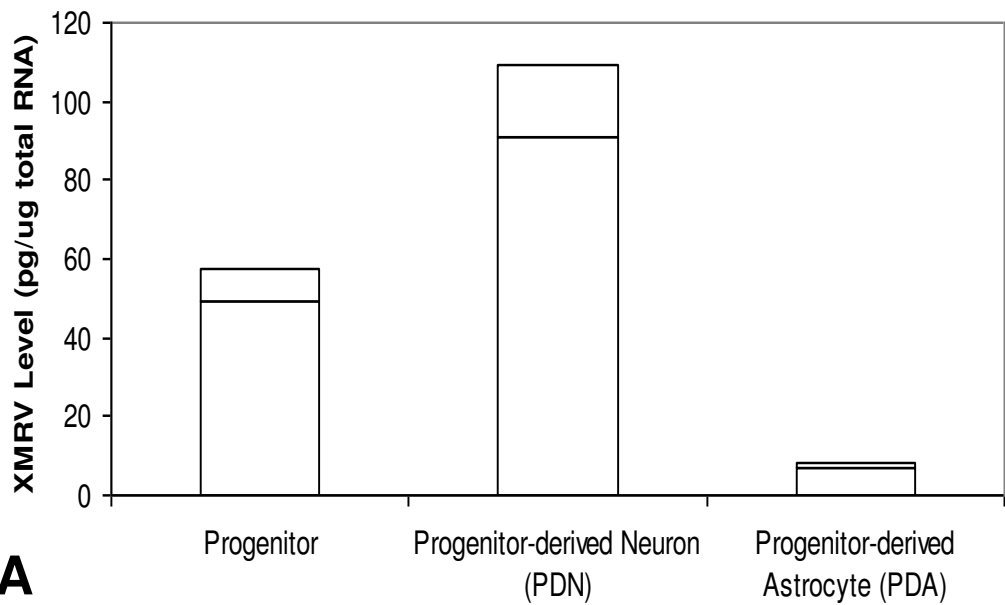 XMRV Level (pg/ug total RNA)
120
100
80
60
40
20
0
Progenitor
Progenitor-derived Neuron
(PDN)
Progenitor-derived
Astrocyte (PDA)
A